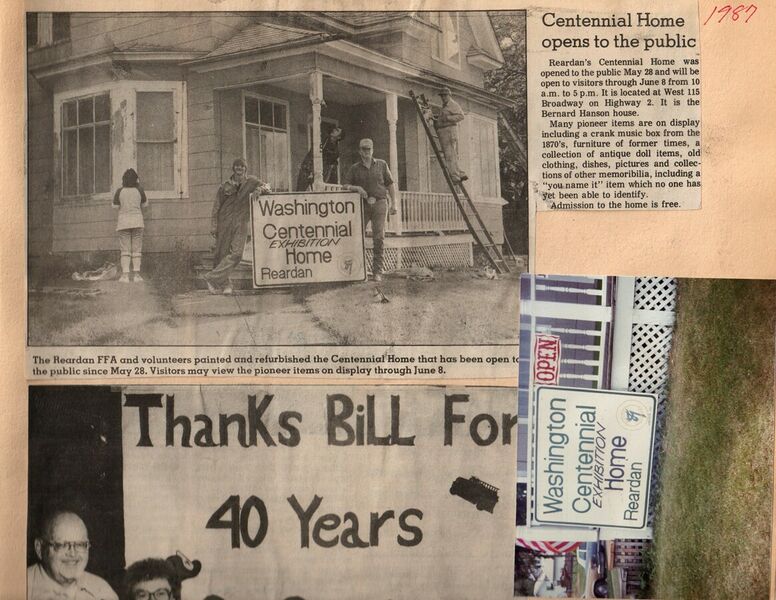 Centennial Home
opens to the public
1987
Reardan's Centennial Home was
opened to the public May 28 and will be
open to visitors through June 8 from 10
a.m. to 5 p.m. It is located at West 115
Broadway on Highway 2. It is the
Bernard Hanson house.
Many pioneer items are on display
including a crank music box from the
1870's, furniture of former times, a
collection of antique doll items, old
clothing, dishes, pictures and collec-
tions of other memoribilia, including a
"you name it" item which no one has
yet been able to identify.
Admission to the home is free.
Washington
Centennial
EXHIBITION
Home
Reardan
The Reardan FFA and volunteers painted and refurbished the Centennial Home that has been open to
the public since May 28. Visitors may view the pioneer items on display through June 8.
Thanks BiLL For
40 Years
OPEN
Washington
Centennial
EXHIBITION
Home
Reardan